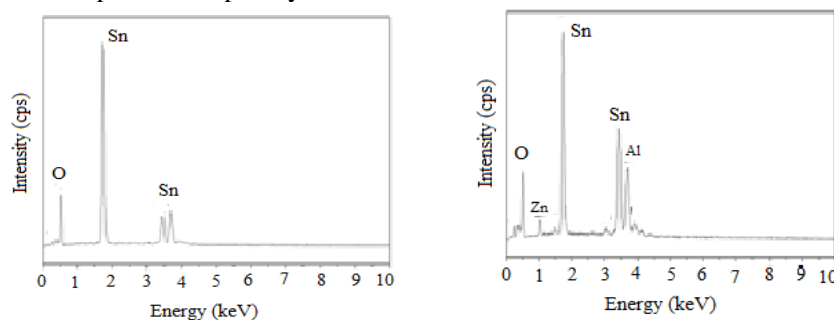 Sn
O
Sn
Intensity (cps)
0 1 2 3 4 5 6 7 8 9 10
Energy (keV)
Sn
Sn
Al
O
Zn
Intensity (cps)
0 1 2 3 4 5 6 7 8 9 10
Energy (keV)